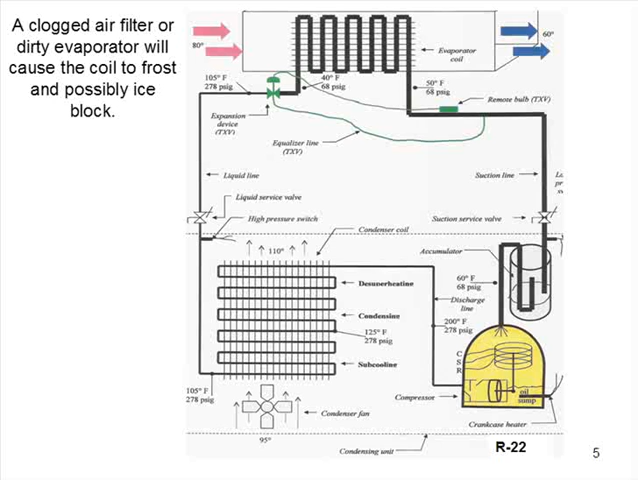 A clogged air filter or
dirty evaporator will
cause the coil to frost
and possibly ice
block.
80°
60°
Evaporator
coil
105° F
278 psig
40° F
68 psig
50° F
68 psig
Remote bulb (TXV)
Expansion
device
(TXV)
Equalizer line
(TXV)
Liquid line
Suction line
Liquid service valve
High pressure switch
Suction service valve
Condenser coil
110°
Accumulator
60° F
68 psig
Desuperheating
Discharge
line
Condensing
200° F
278 psig
125° F
278 psig
Subcooling
C
S
R
105° F
278 psig
Compressor
oil
sump
Condenser fan
Crankcase heater
95°
Condensing unit
R-22
5